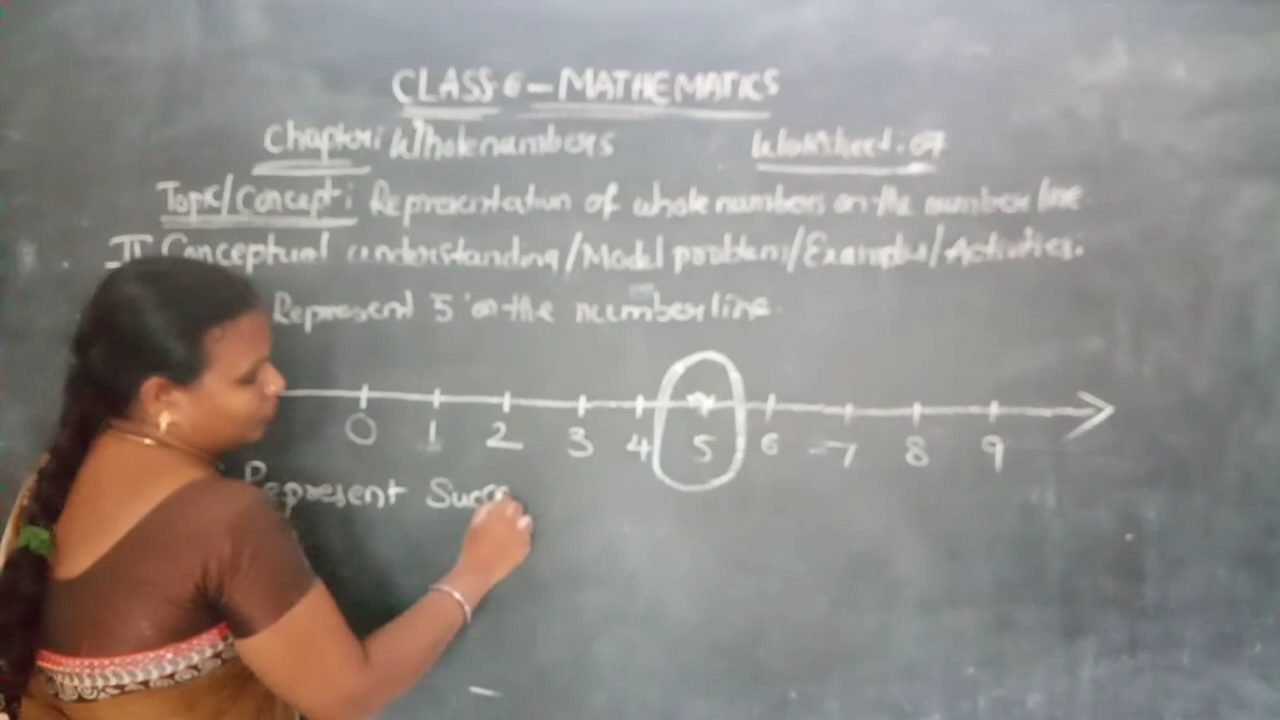 CLASS 6 - MATHEMATICS
Chapter: Whole numbers Worksheet: 07
Topic/Concept: Representation of whole numbers on the number line.
II Conceptual understanding/Model problem/Example/Activities:
Represent 5 on the number line.
0 1 2 3 4 5 6 7 8 9
Represent Succe